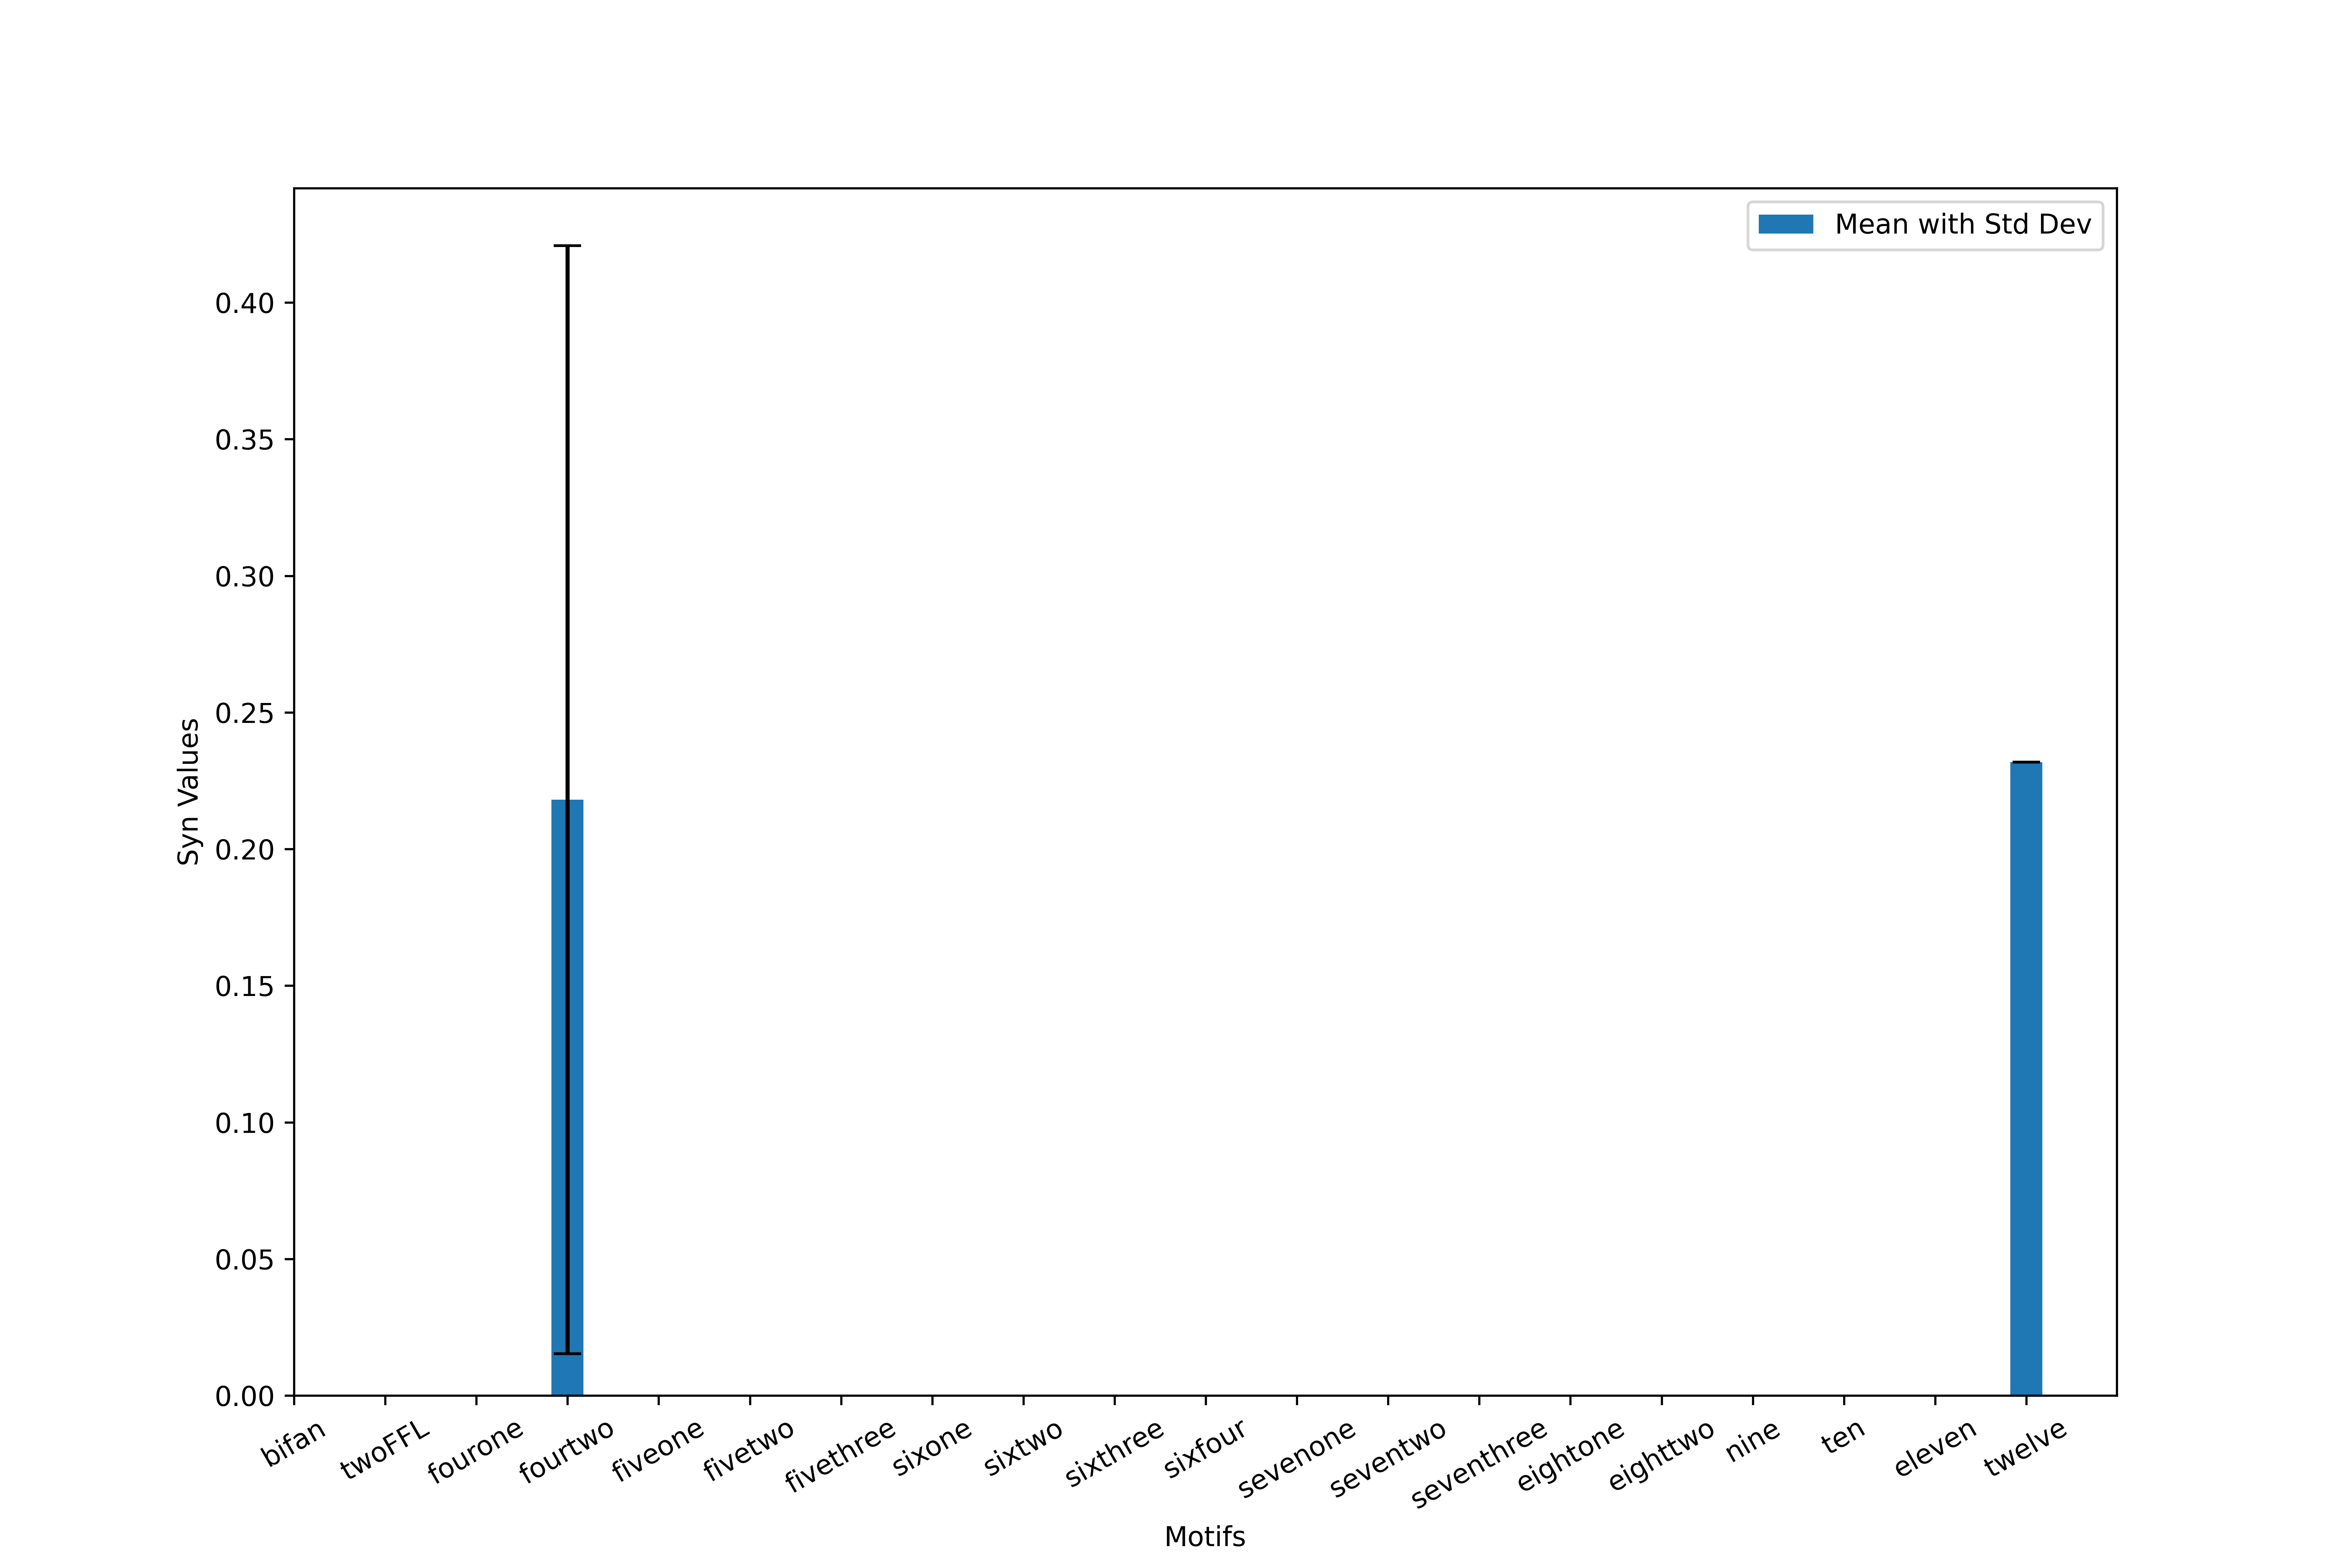 Mean with Std Dev
0.40
0.35
0.30
0.25
0.20
0.15
0.10
0.05
0.00
Syn Values
bifan
twoFFL
fourone
fourtwo
fiveone
fivetwo
fivethree
sixone
sixtwo
sixthree
sixfour
sevenone
seventwo
seventhree
eightone
eighttwo
nine
ten
eleven
twelve
Motifs